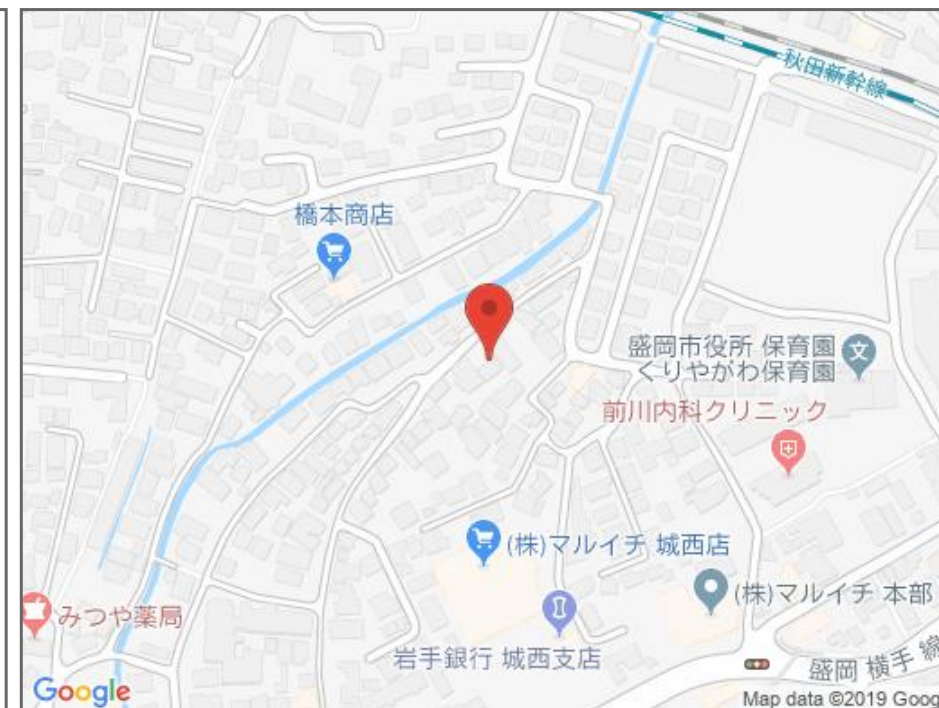 秋田新幹線
橋本商店
盛岡市役所 保育園
くりやがわ保育園
文
前川内科クリニック
(株)マルイチ 城西店
(株)マルイチ 本部
みつや薬局
岩手銀行 城西支店
盛岡 横手 線
Google
Map data ©2019 Goog